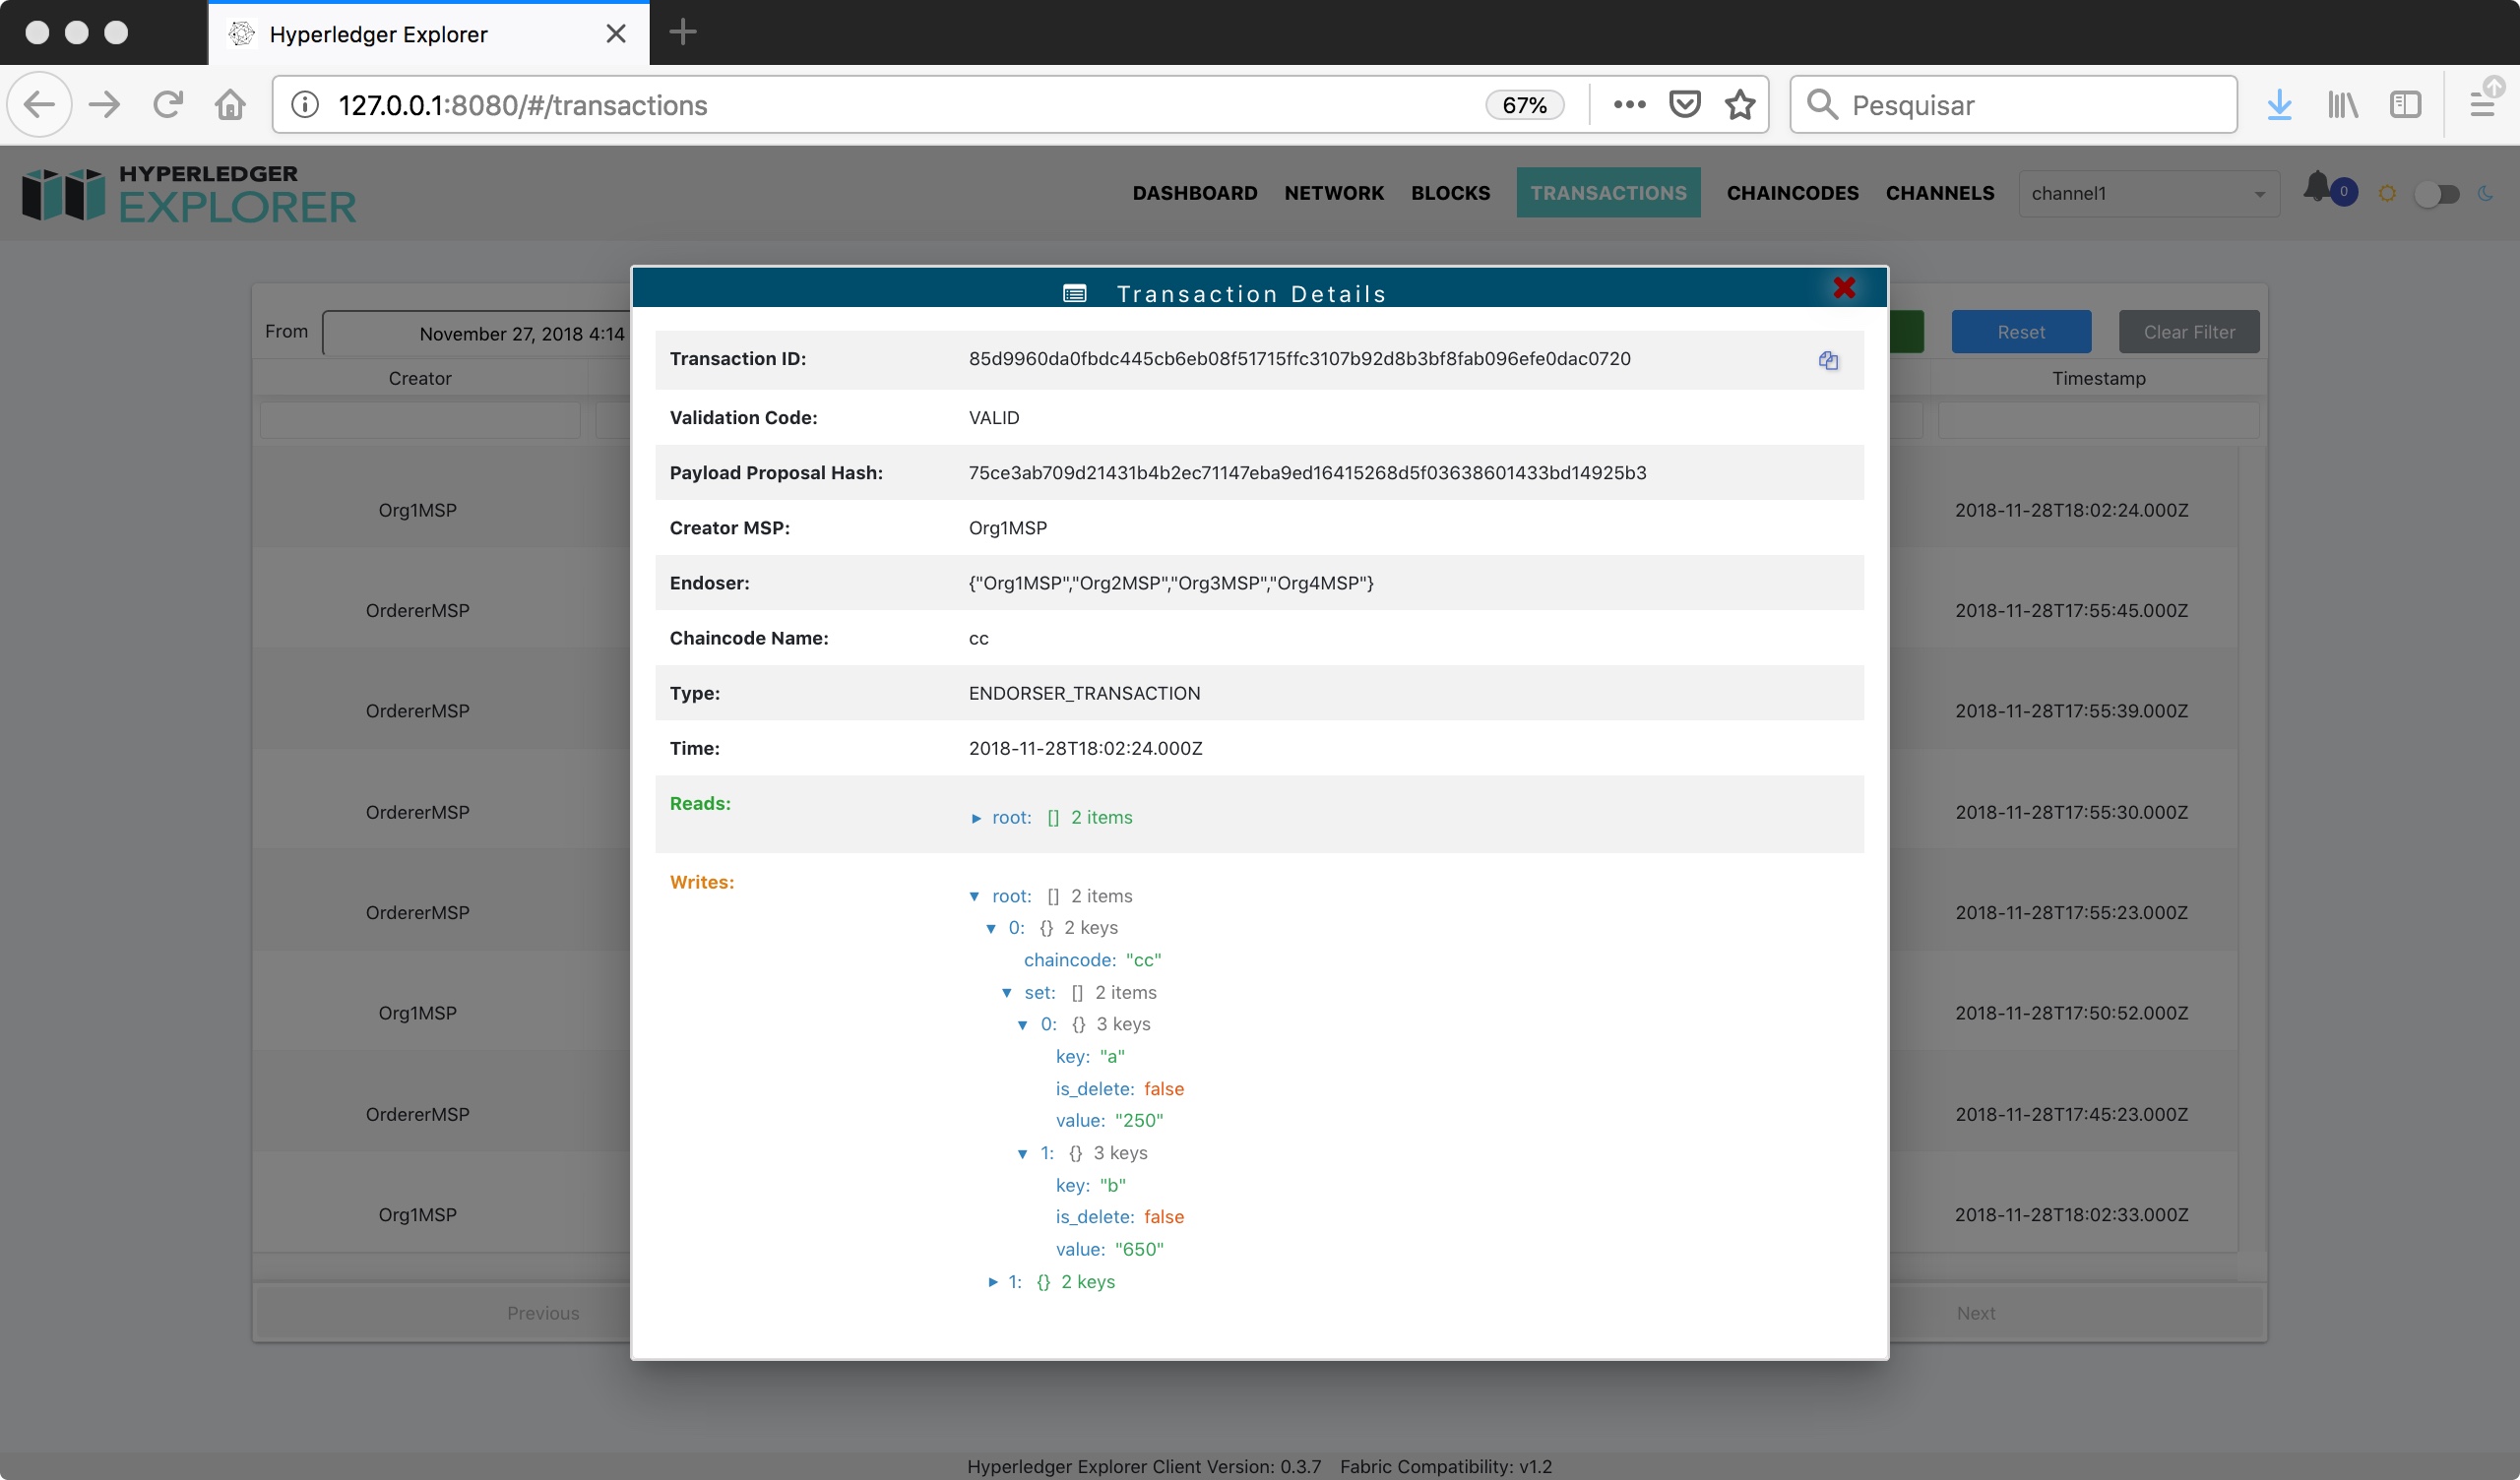 Hyperledger Explorer
127.0.0.1:8080/#/transactions
67%
Pesquisar
HYPERLEDGER
EXPLORER
DASHBOARD NETWORK BLOCKS TRANSACTIONS CHAINCODES CHANNELS channel1 0
Transaction Details
From November 27, 2018 4:14 Reset Clear Filter
Creator Timestamp
Transaction ID: 85d9960da0fbdc445cb6eb08f51715ffc3107b92d8b3bf8fab096efe0dac0720
Validation Code: VALID
Payload Proposal Hash: 75ce3ab709d21431b4b2ec71147eba9ed16415268d5f03638601433bd14925b3
Creator MSP: Org1MSP
Endoser: {"Org1MSP","Org2MSP","Org3MSP","Org4MSP"}
Chaincode Name: cc
Type: ENDORSER_TRANSACTION
Time: 2018-11-28T18:02:24.000Z
Reads:
root: [] 2 items
Writes:
root: [] 2 items
0: {} 2 keys
chaincode: "cc"
set: [] 2 items
0: {} 3 keys
key: "a"
is_delete: false
value: "250"
1: {} 3 keys
key: "b"
is_delete: false
value: "650"
1: {} 2 keys
Org1MSP 2018-11-28T18:02:24.000Z
OrdererMSP 2018-11-28T17:55:45.000Z
OrdererMSP 2018-11-28T17:55:39.000Z
OrdererMSP 2018-11-28T17:55:30.000Z
OrdererMSP 2018-11-28T17:55:23.000Z
Org1MSP 2018-11-28T17:50:52.000Z
OrdererMSP 2018-11-28T17:45:23.000Z
Org1MSP 2018-11-28T18:02:33.000Z
Previous Next
Hyperledger Explorer Client Version: 0.3.7 Fabric Compatibility: v1.2